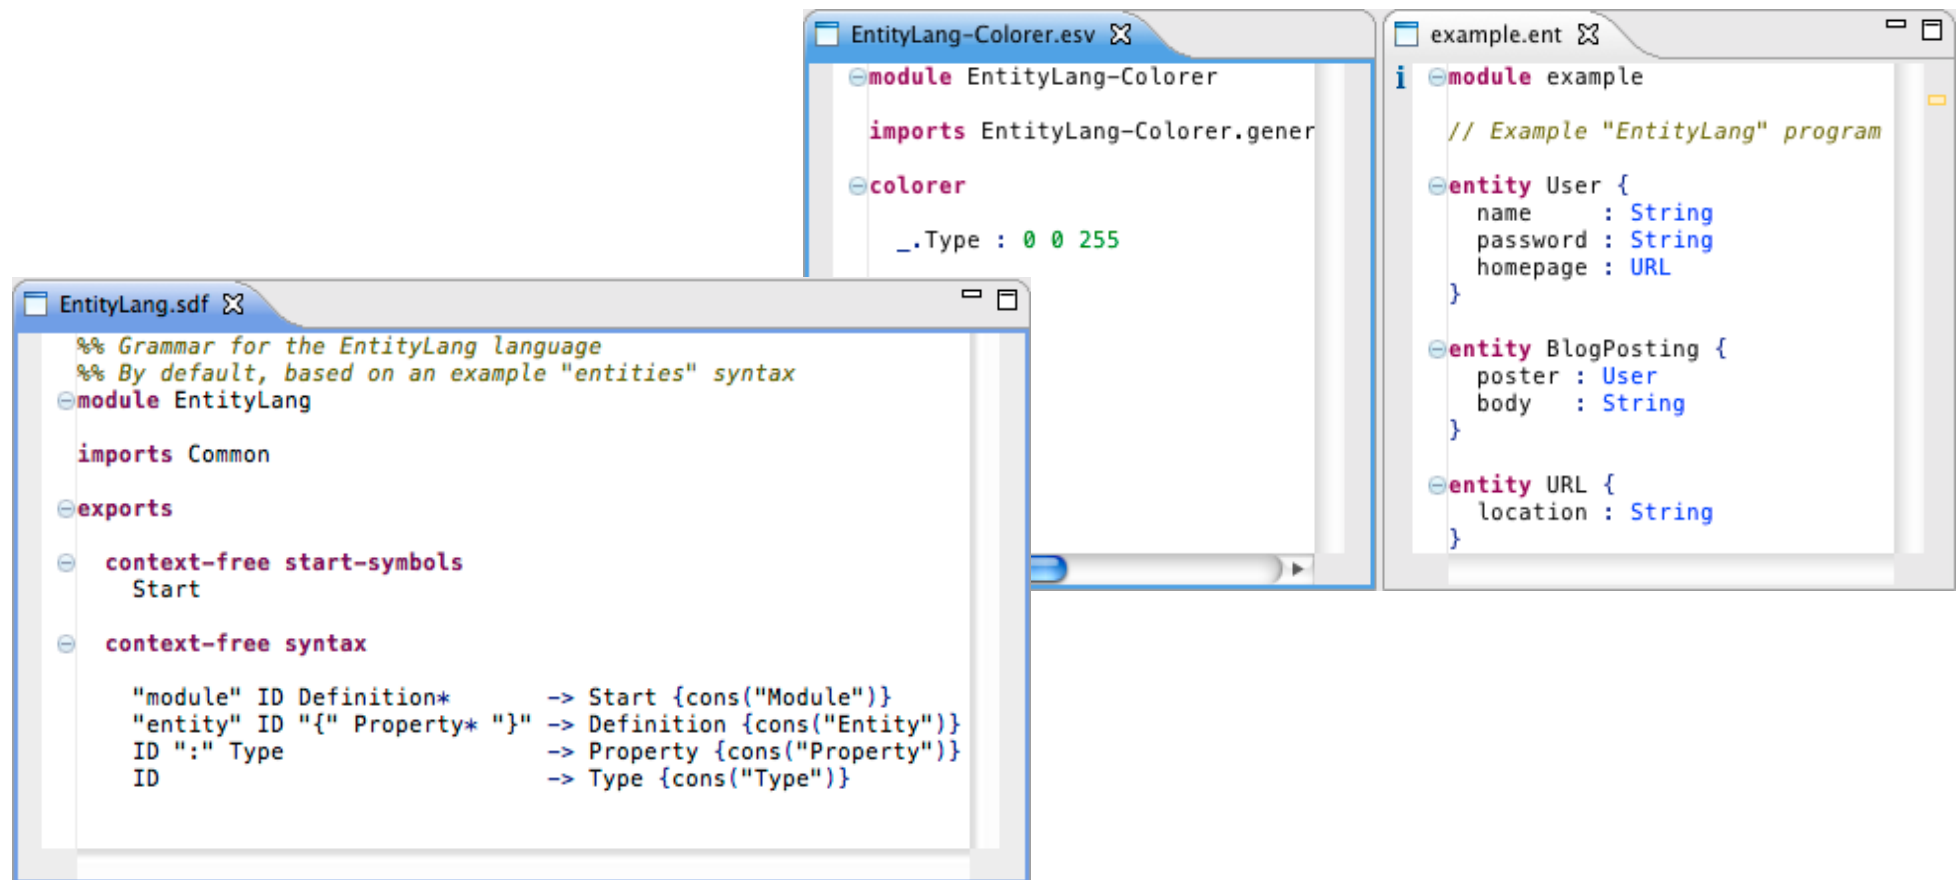 EntityLang-Colorer.esv
module EntityLang-Colorer
imports EntityLang-Colorer.gener
colorer
_.Type : 0 0 255
example.ent
i
module example
// Example "EntityLang" program
entity User {
name     : String
password : String
homepage : URL
}
entity BlogPosting {
poster : User
body   : String
}
entity URL {
location : String
}
EntityLang.sdf
%% Grammar for the EntityLang language
%% By default, based on an example "entities" syntax
module EntityLang
imports Common
exports
context-free start-symbols
Start
context-free syntax
"module" ID Definition*       -> Start {cons("Module")}
"entity" ID "{" Property* "}" -> Definition {cons("Entity")}
ID ":" Type                   -> Property {cons("Property")}
ID                            -> Type {cons("Type")}